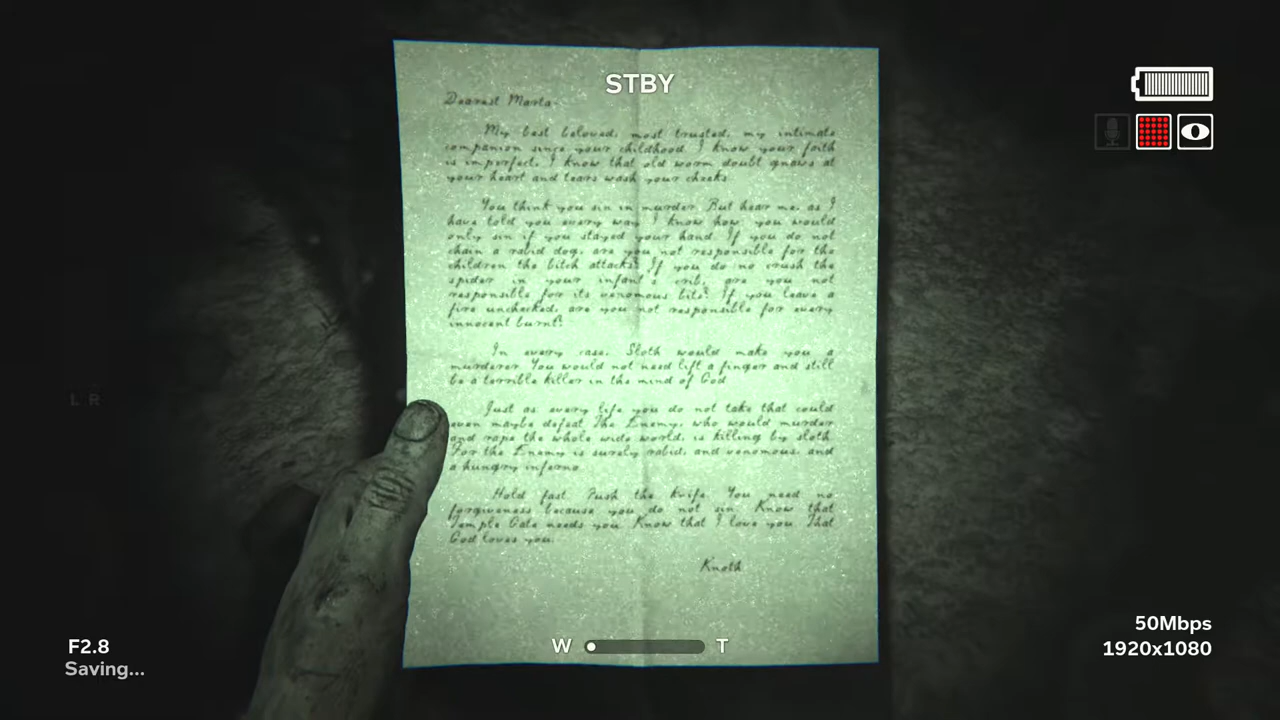 STBY
Dearest Marta.
My best beloved, most trusted, my intimate
companion since your childhood. I know your faith
is imperfect. I know that old worm doubt gnaws at
your heart and tears wash your cheeks.
You think you sin in murder. But hear me, as I
have told you every way I know how, you would
only sin if you stayed your hand. If you do not
chain a rabid dog, are you not responsible for the
children the bitch attacks? If you do no crush the
spider in your infant's crib, are you not
responsible for its venomous bite? If you leave a
fire unchecked, are you not responsible for every
innocent burnt?
In every case, Sloth would make you a
murderer. You would not need lift a finger and still
be a terrible killer in the mind of God.
Just as every life you do not take that could
even maybe defeat The Enemy, who would murder
and rape the whole wide world, is killing by sloth.
For the Enemy is surely rabid, and venomous, and
a hungry inferno.
Hold fast. Push the knife. You need no
forgiveness because you do not sin. Know that
Temple Gate needs you. Know that I love you. That
God loves you.
Knoth
L R
F2.8
Saving...
W T
50Mbps
1920x1080